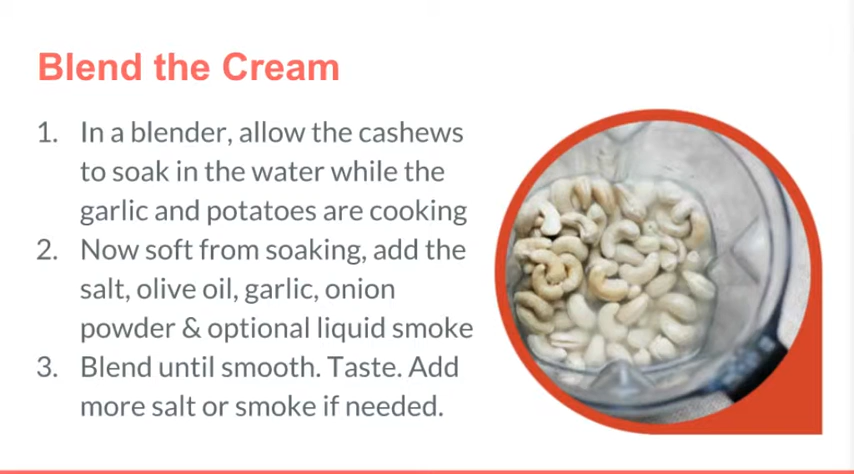 Blend the Cream
1. In a blender, allow the cashews
to soak in the water while the
garlic and potatoes are cooking
2. Now soft from soaking, add the
salt, olive oil, garlic, onion
powder & optional liquid smoke
3. Blend until smooth. Taste. Add
more salt or smoke if needed.